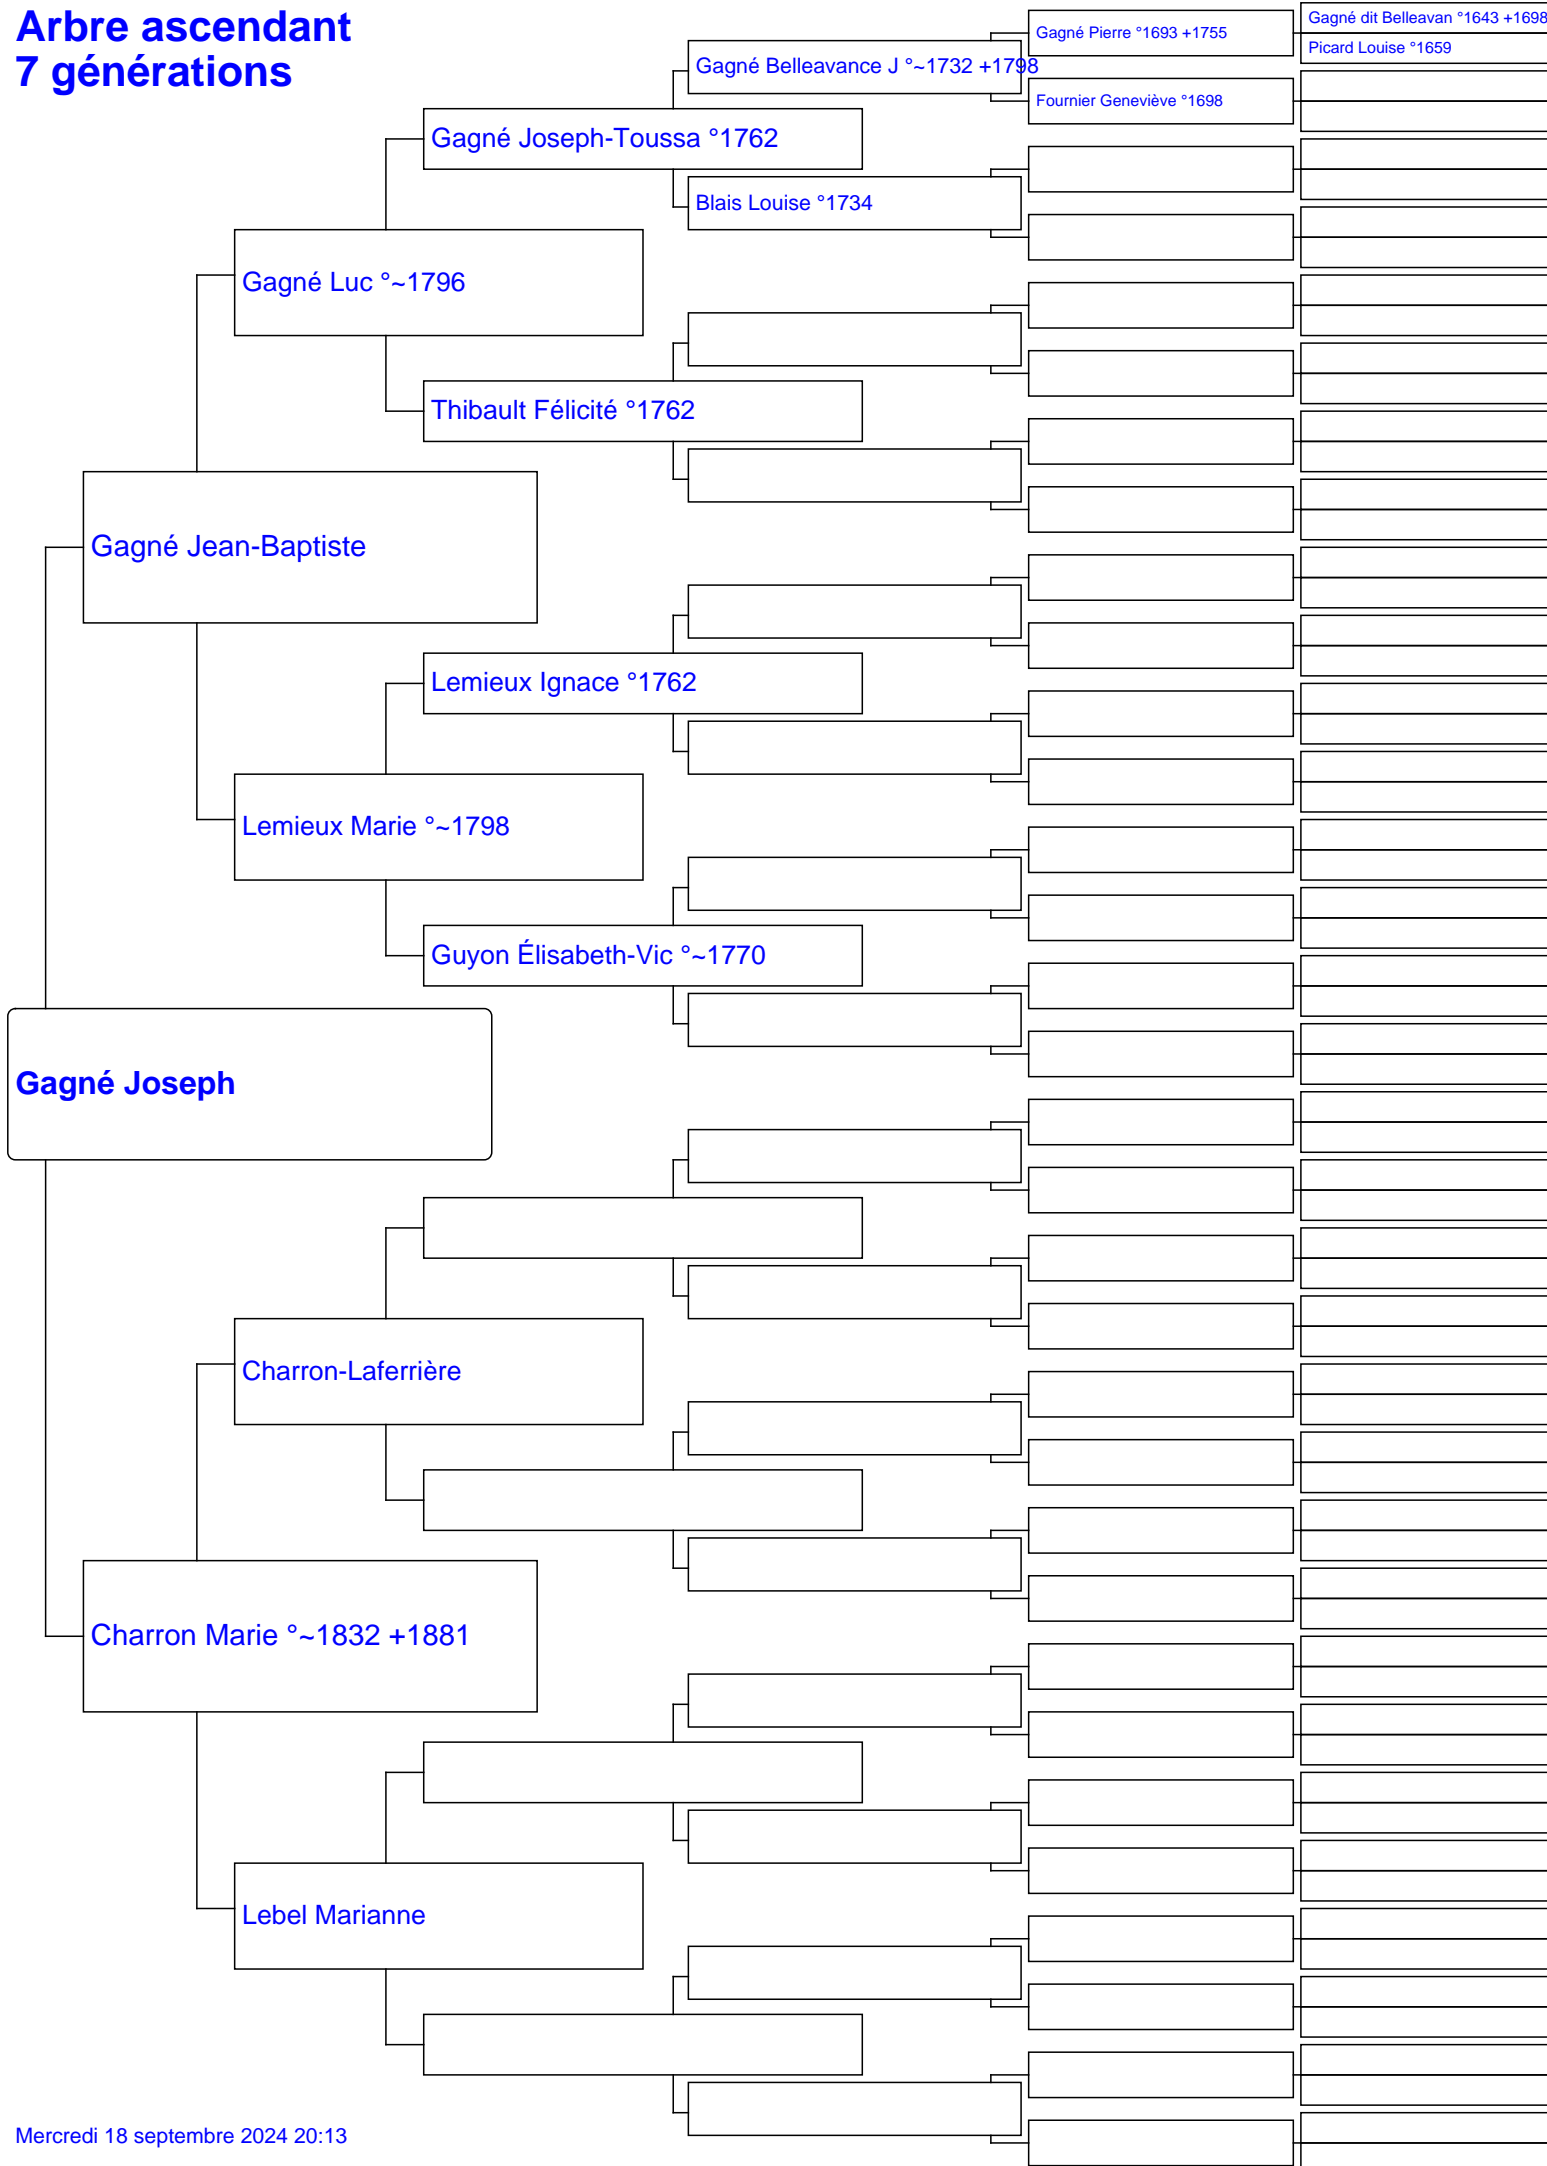 Arbre ascendant
7 générations
Gagné Pierre °1693 +1755
Gagné dit Belleavan °1643 +1698
Picard Louise °1659
Gagné Belleavance J °~1732 +1798
Fournier Geneviève °1698
Gagné Joseph-Toussa °1762
Blais Louise °1734
Gagné Luc °~1796
Thibault Félicité °1762
Gagné Jean-Baptiste
Lemieux Ignace °1762
Lemieux Marie °~1798
Guyon Élisabeth-Vic °~1770
Gagné Joseph
Charron-Laferrière
Charron Marie °~1832 +1881
Lebel Marianne
Mercredi 18 septembre 2024 20:13